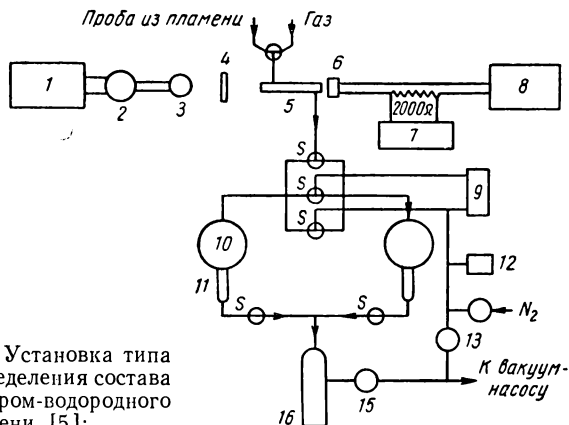 Проба из пламени
Газ
1
2
3
4
5
6
2000Ω
7
8
S
S
S
9
10
11
12
S
S
N₂
13
К вакуум-
насосу
15
16
Установка типа
еделения состава
ром-водородного
ени [5]: